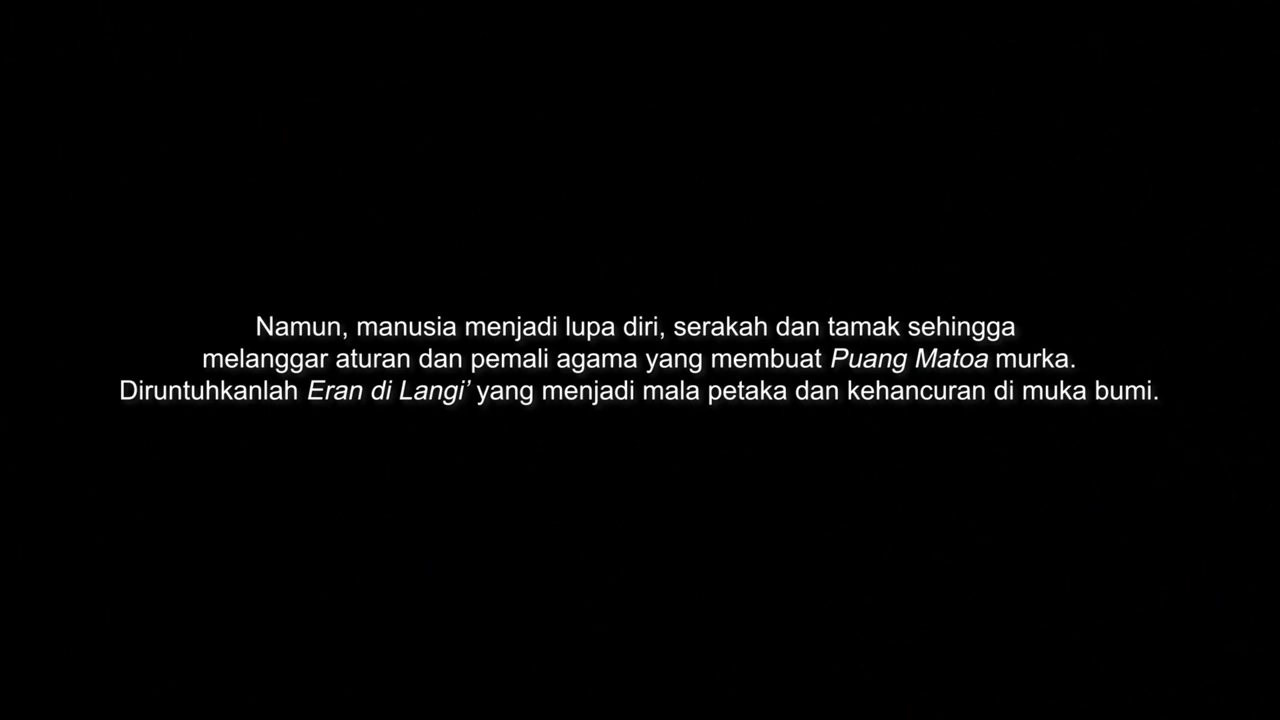 Namun, manusia menjadi lupa diri, serakah dan tamak sehingga
melanggar aturan dan pemali agama yang membuat Puang Matoa murka.
Diruntuhkanlah Eran di Langi’ yang menjadi mala petaka dan kehancuran di muka bumi.